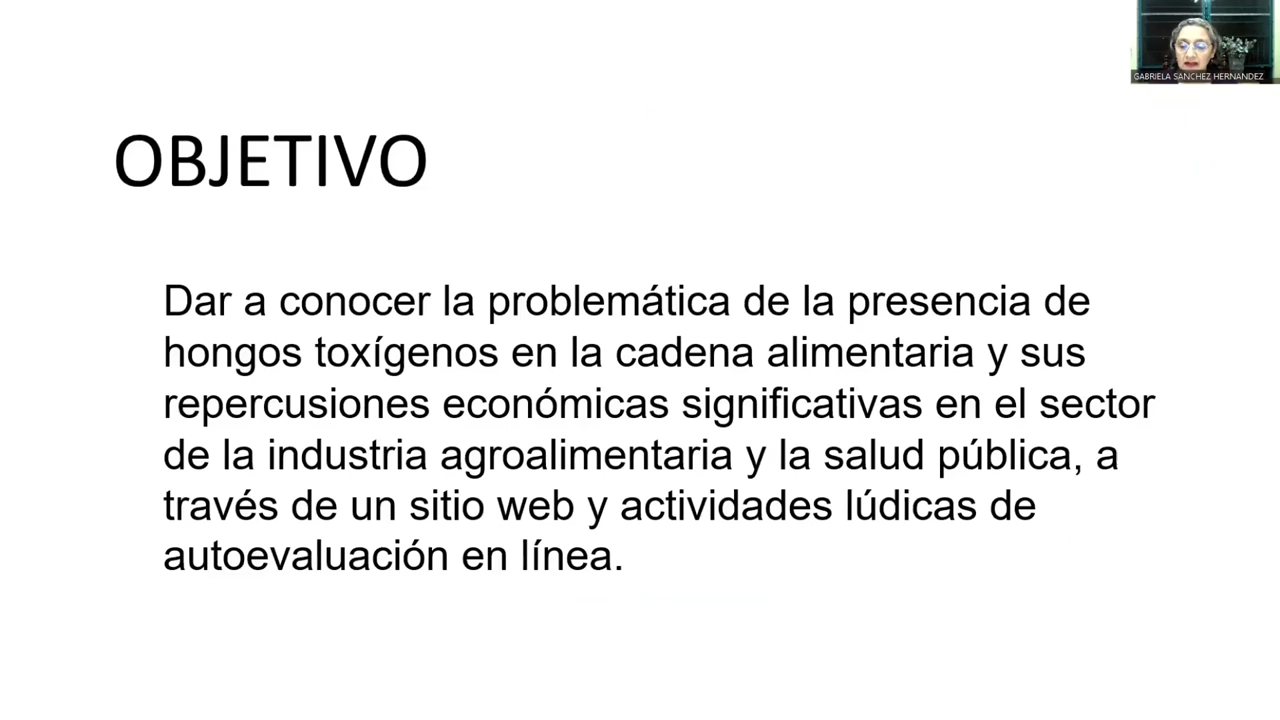 GABRIELA SANCHEZ HERNANDEZ
OBJETIVO
Dar a conocer la problemática de la presencia de
hongos toxígenos en la cadena alimentaria y sus
repercusiones económicas significativas en el sector
de la industria agroalimentaria y la salud pública, a
través de un sitio web y actividades lúdicas de
autoevaluación en línea.